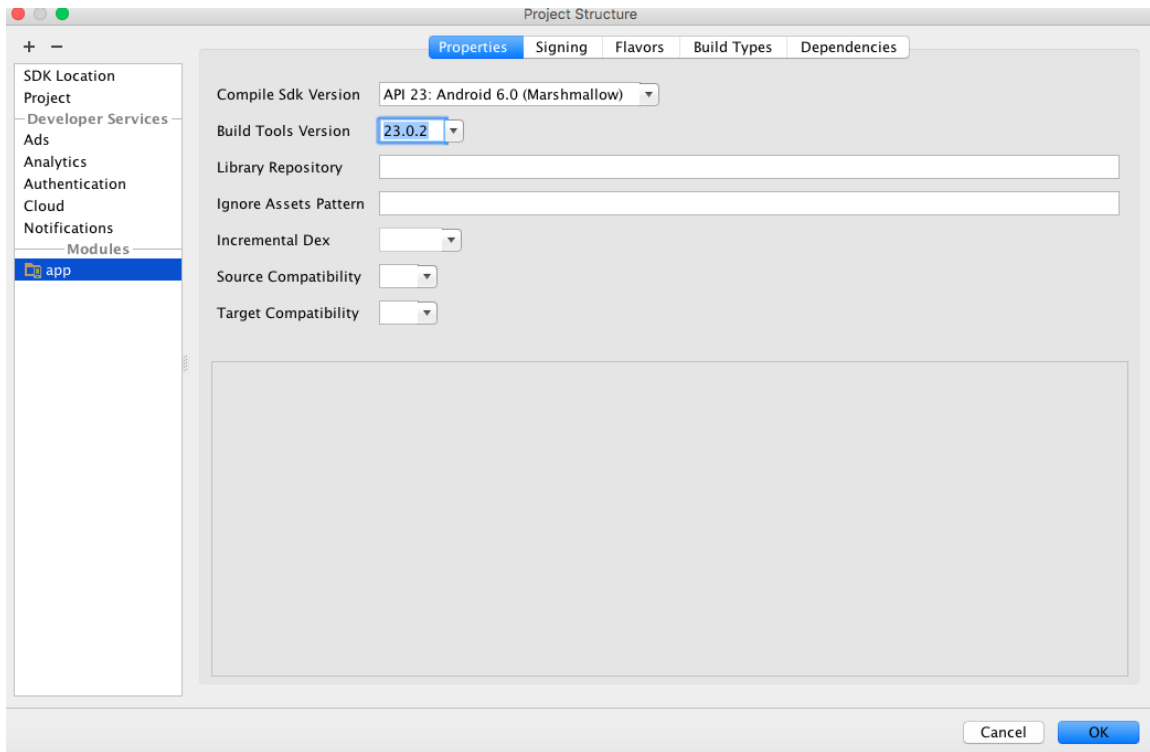 Project Structure
+ −
SDK Location
Project
Developer Services
Ads
Analytics
Authentication
Cloud
Notifications
Modules
app
Properties Signing Flavors Build Types Dependencies
Compile Sdk Version API 23: Android 6.0 (Marshmallow)
Build Tools Version 23.0.2
Library Repository
Ignore Assets Pattern
Incremental Dex
Source Compatibility
Target Compatibility
Cancel OK